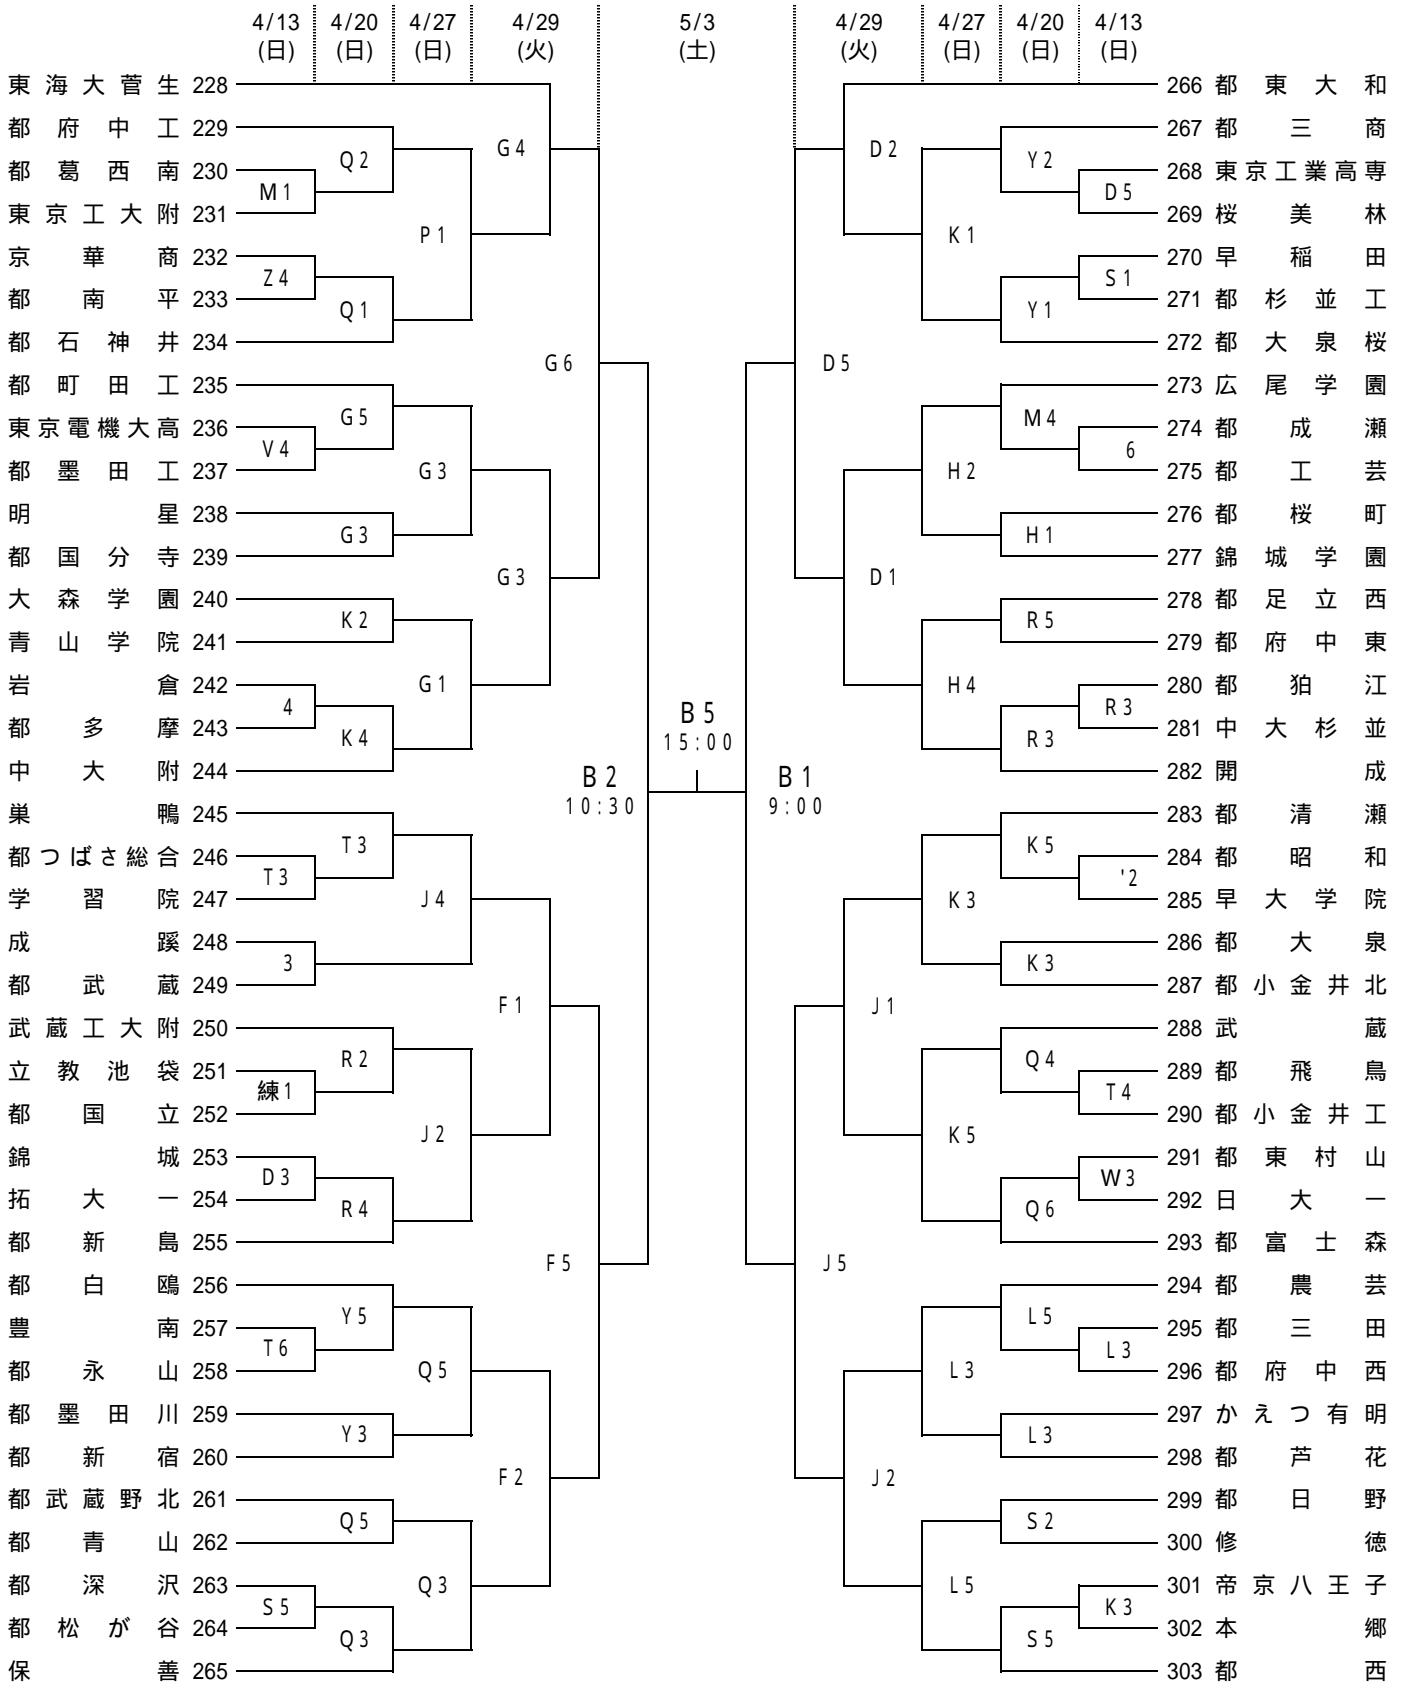 4/13 4/20 4/27 4/29 5/3 4/29 4/27 4/20 4/13
(日) (日) (日) (火) (土) (火) (日) (日) (日)
東海大菅生 228 266 都東大和
都府中工 229 267 都三商
G4 D2
Q2 Y2
都葛西南 230 268 東京工業高専
M1 D5
東京工大附 231 269 桜美林
P1 K1
京華商 232 270 早稲田
Z4 S1
都南平 233 271 都杉並工
Q1 Y1
都石神井 234 272 都大泉桜
G6 D5
都町田工 235 273 広尾学園
G5 M4
東京電機大高 236 274 都成瀬
V4 6
都墨田工 237 275 都工芸
G3 H2
明星 238 276 都桜町
G3 H1
都国分寺 239 277 錦城学園
G3 D1
大森学園 240 278 都足立西
K2 R5
青山学院 241 279 都府中東
岩倉 242 G1 H4 280 都狛江
4 B5 R3
都多摩 243 281 中大杉並
K4 15:00 R3
中大附 244 282 開成
B2 B1
10:30 9:00
巣鴨 245 283 都清瀬
T3 K5
都つばさ総合 246 284 都昭和
T3 '2
学習院 247 J4 K3 285 早大学院
成蹊 248 286 都大泉
3 K3
都武蔵 249 287 都小金井北
F1 J1
武蔵工大附 250 288 武蔵
R2 Q4
立教池袋 251 289 都飛鳥
練1 T4
都国立 252 290 都小金井工
J2 K5
錦城 253 291 都東村山
D3 W3
拓大一 254 292 日大一
R4 Q6
都新島 255 293 都富士森
F5 J5
都白鴎 256 294 都農芸
Y5 L5
豊南 257 295 都三田
T6 L3
都永山 258 Q5 L3 296 都府中西
都墨田川 259 297 かえつ有明
Y3 L3
都新宿 260 298 都芦花
F2 J2
都武蔵野北 261 299 都日野
Q5 S2
都青山 262 300 修徳
都深沢 263 Q3 L5 301 帝京八王子
S5 K3
都松が谷 264 302 本郷
Q3 S5
保善 265 303 都西